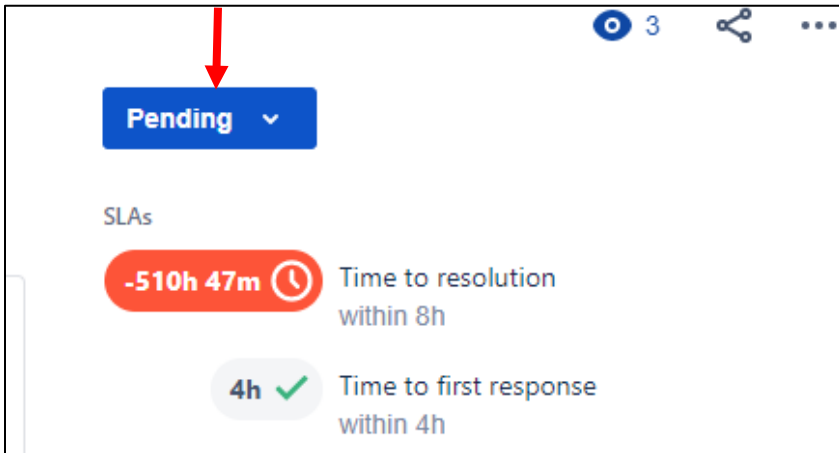 3
Pending
SLAs
-510h 47m
Time to resolution
within 8h
4h
Time to first response
within 4h